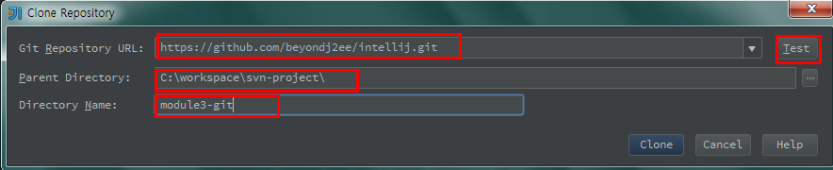 Clone Repository
Git Repository URL: https://github.com/beyondj2ee/intellij.git Test
Parent Directory: C:\workspace\svn-project\ ...
Directory Name: module3-git
Clone Cancel Help